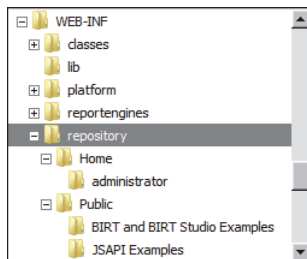 WEB-INF
classes
lib
platform
reportengines
repository
Home
administrator
Public
BIRT and BIRT Studio Examples
JSAPI Examples